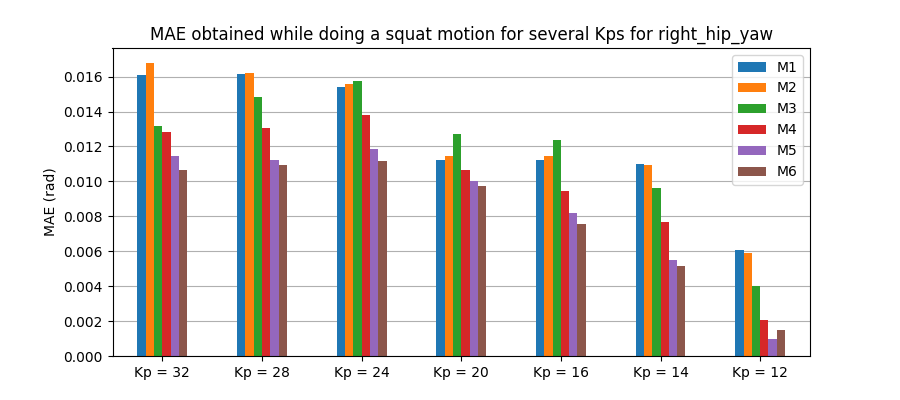 MAE obtained while doing a squat motion for several Kps for right_hip_yaw
MAE (rad)
0.016
0.014
0.012
0.010
0.008
0.006
0.004
0.002
0.000
M1
M2
M3
M4
M5
M6
Kp = 32 Kp = 28 Kp = 24 Kp = 20 Kp = 16 Kp = 14 Kp = 12